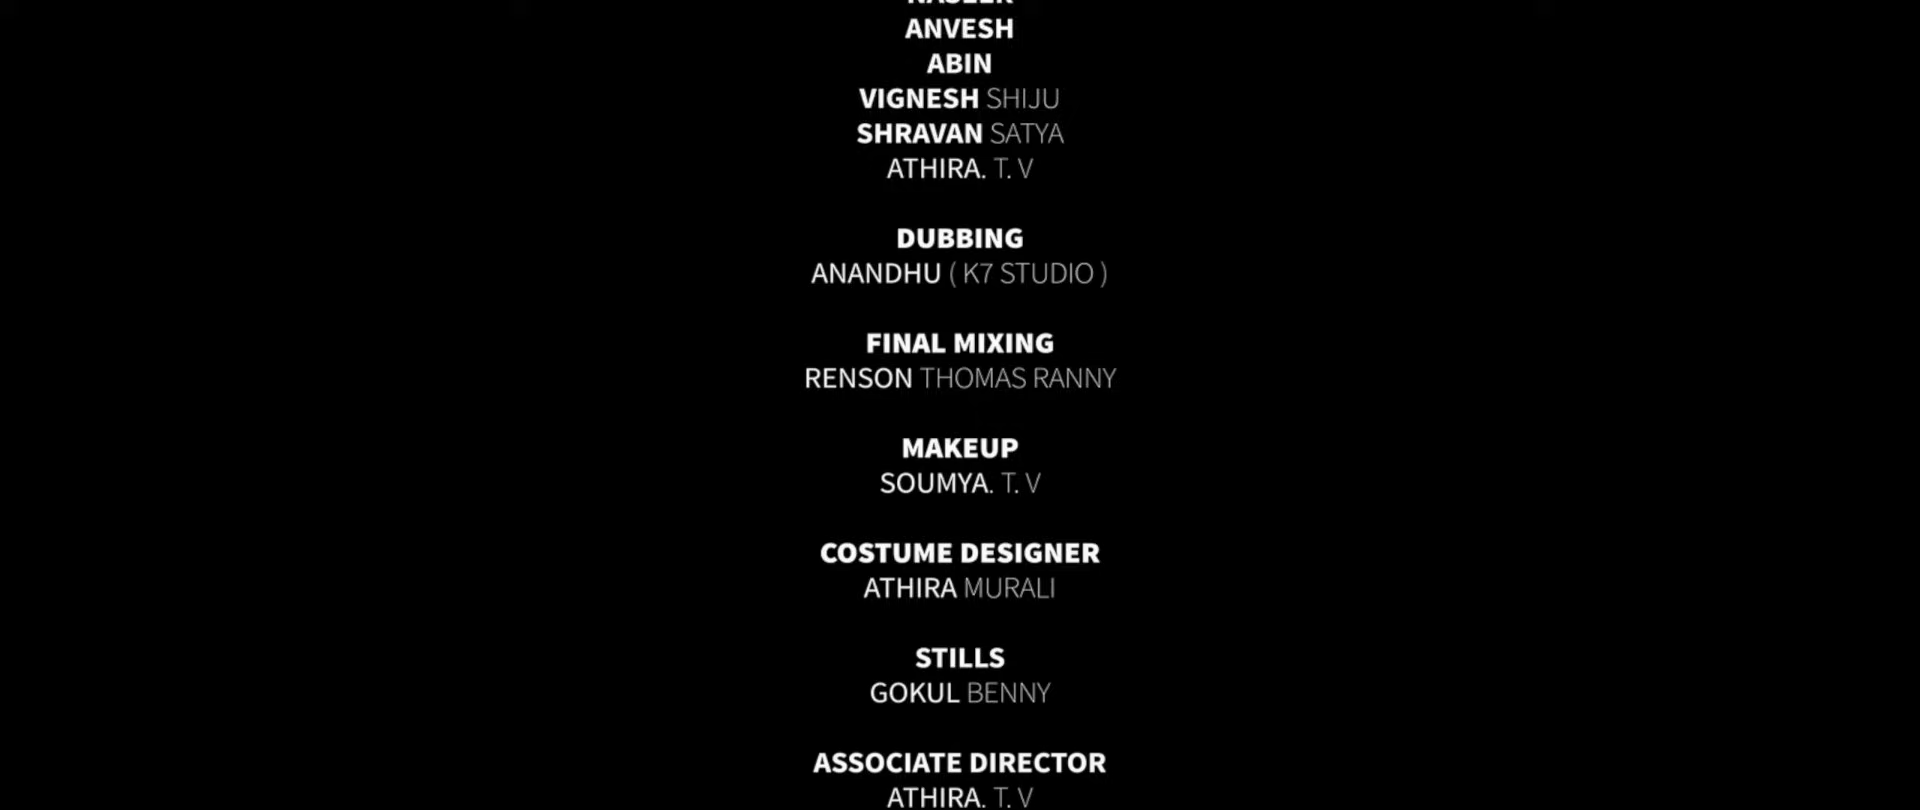 ANVESH
ABIN
VIGNESH SHIJU
SHRAVAN SATYA
ATHIRA. T. V
DUBBING
ANANDHU ( K7 STUDIO )
FINAL MIXING
RENSON THOMAS RANNY
MAKEUP
SOUMYA. T. V
COSTUME DESIGNER
ATHIRA MURALI
STILLS
GOKUL BENNY
ASSOCIATE DIRECTOR
ATHIRA. T. V